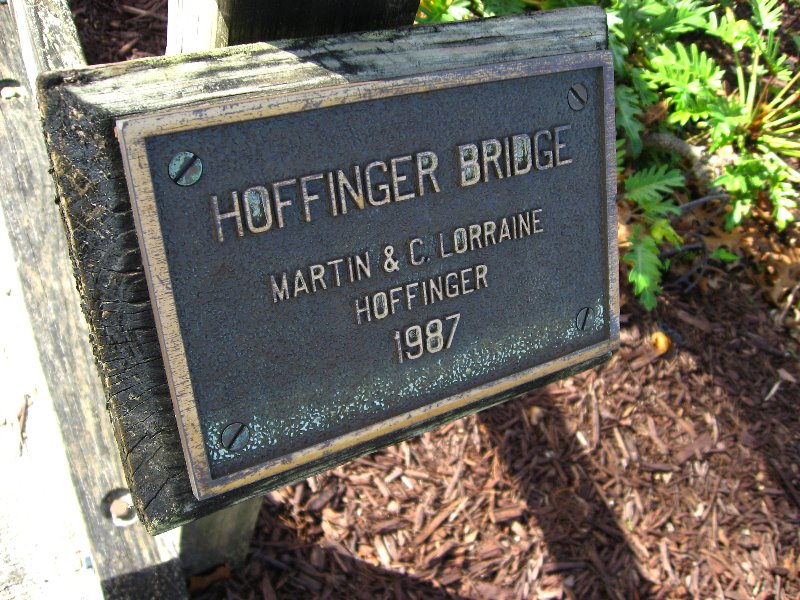 HOFFINGER BRIDGE
MARTIN & C. LORRAINE
HOFFINGER
1987